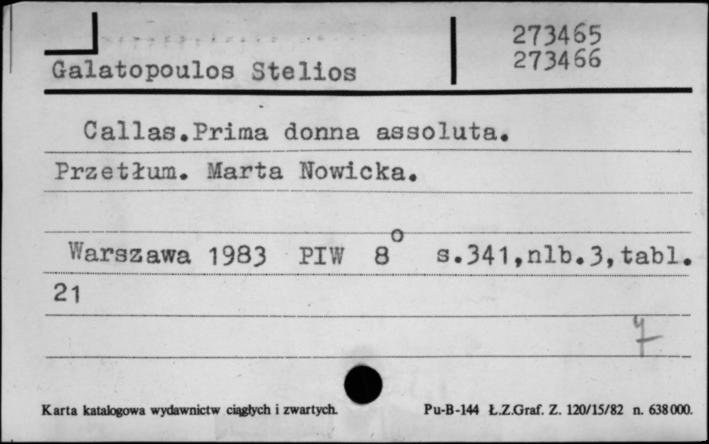 273465
273466
Galatopoulos Stelios
Callas.Prima donna assoluta.
Przetłum. Marta Nowicka.
Warszawa 1983 PIW 8° s.341,nlb.3,tabl.
21
Karta katalogowa wydawnictw ciągłych i zwartych. Pu-B-144 Ł.Z.Graf. Z. 120/15/82 n. 638000.